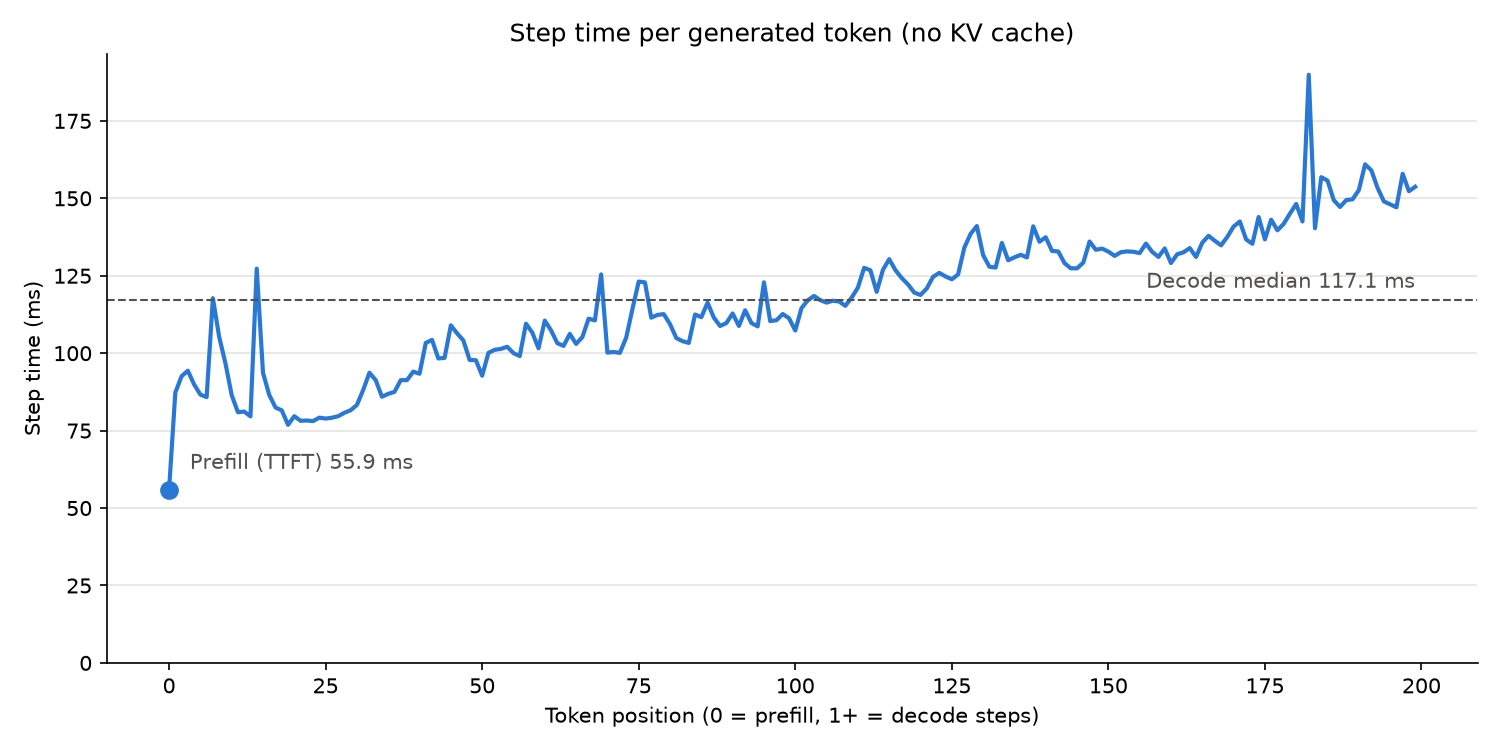 Step time per generated token (no KV cache)
Step time (ms)
175
150
125
100
75
50
25
0
Decode median 117.1 ms
Prefill (TTFT) 55.9 ms
0 25 50 75 100 125 150 175 200
Token position (0 = prefill, 1+ = decode steps)